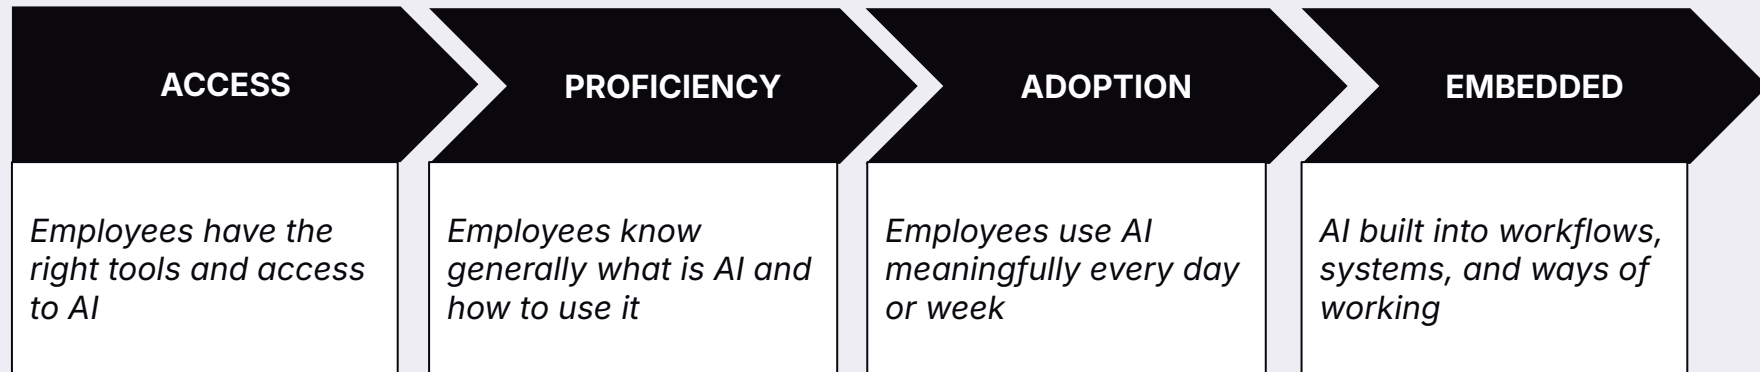 ACCESS
PROFICIENCY
ADOPTION
EMBEDDED
Employees have the
right tools and access
to AI
Employees know
generally what is AI and
how to use it
Employees use AI
meaningfully every day
or week
AI built into workflows,
systems, and ways of
working